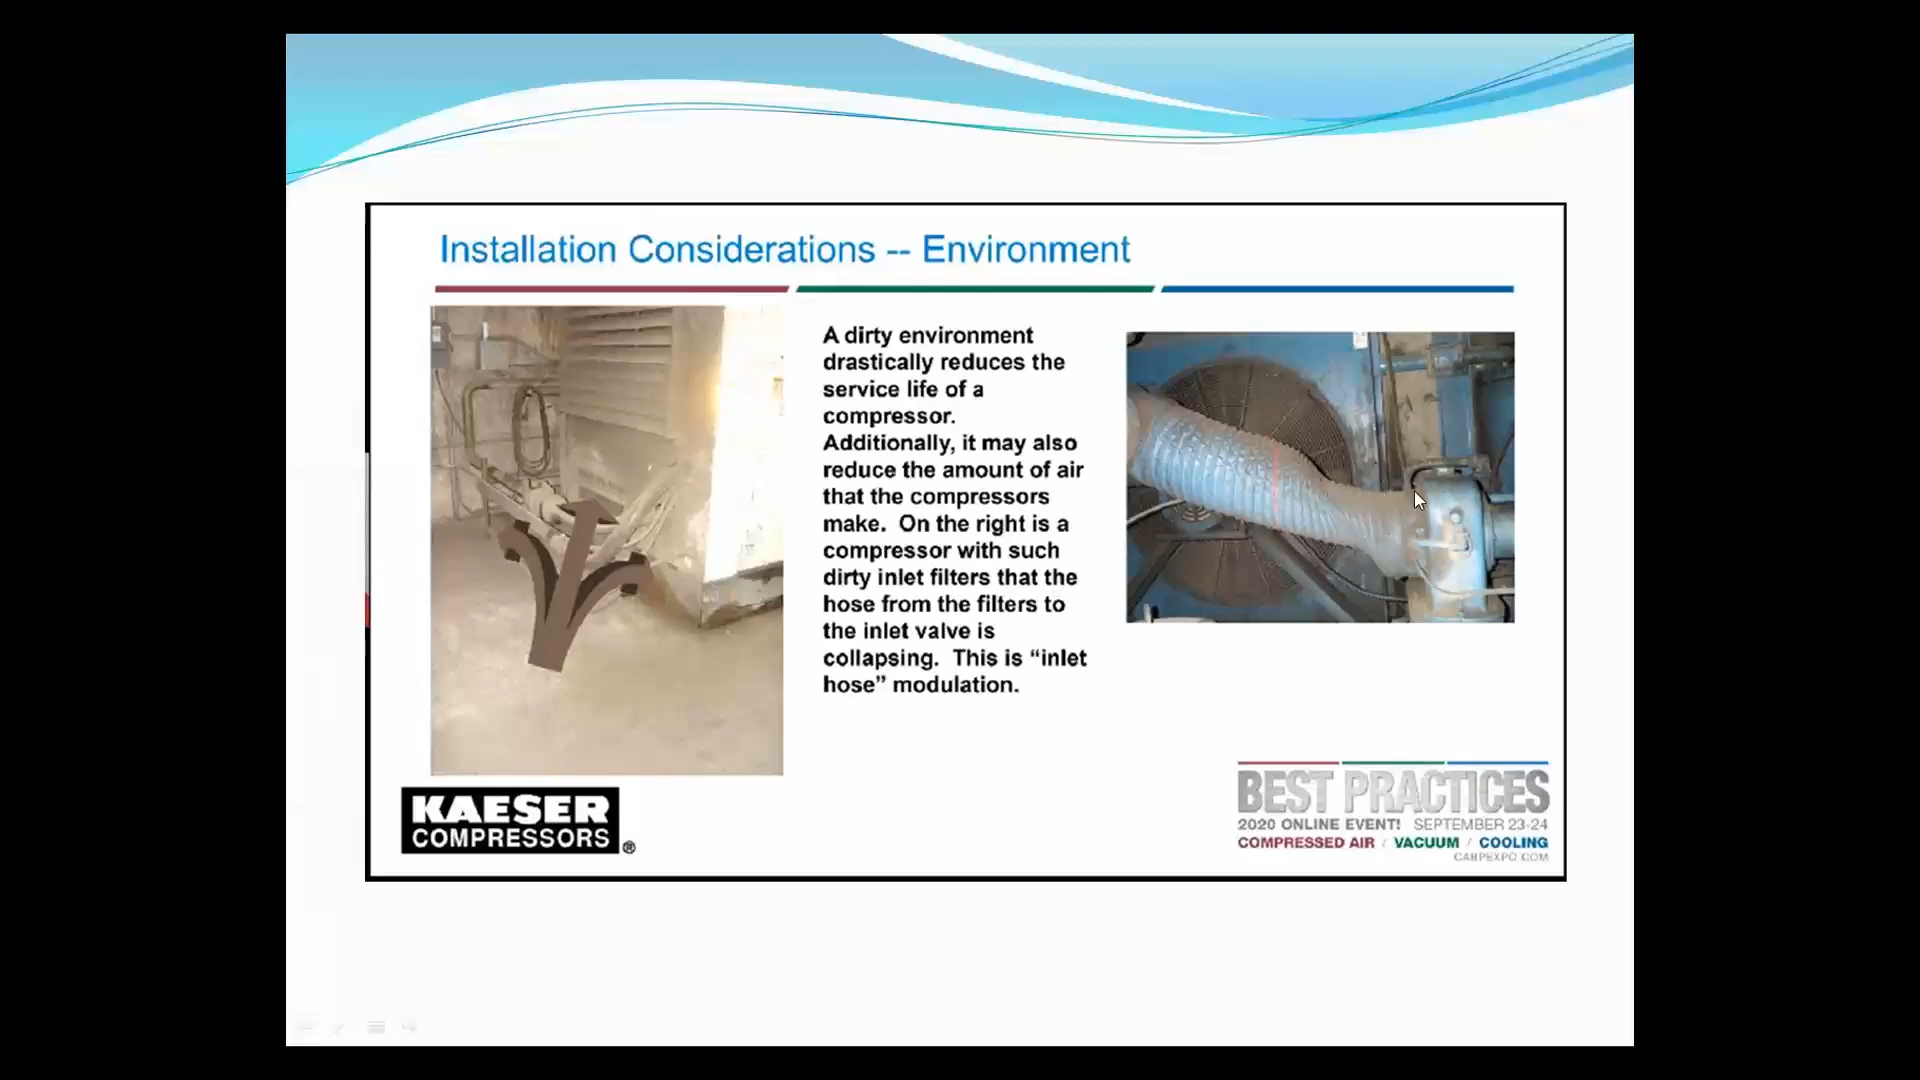 Installation Considerations -- Environment
A dirty environment
drastically reduces the
service life of a
compressor.
Additionally, it may also
reduce the amount of air
that the compressors
make.  On the right is a
compressor with such
dirty inlet filters that the
hose from the filters to
the inlet valve is
collapsing.  This is “inlet
hose” modulation.
KAESER
COMPRESSORS®
BEST PRACTICES
2020 ONLINE EVENT! SEPTEMBER 23-24
COMPRESSED AIR / VACUUM / COOLING
CABPEXPO.COM